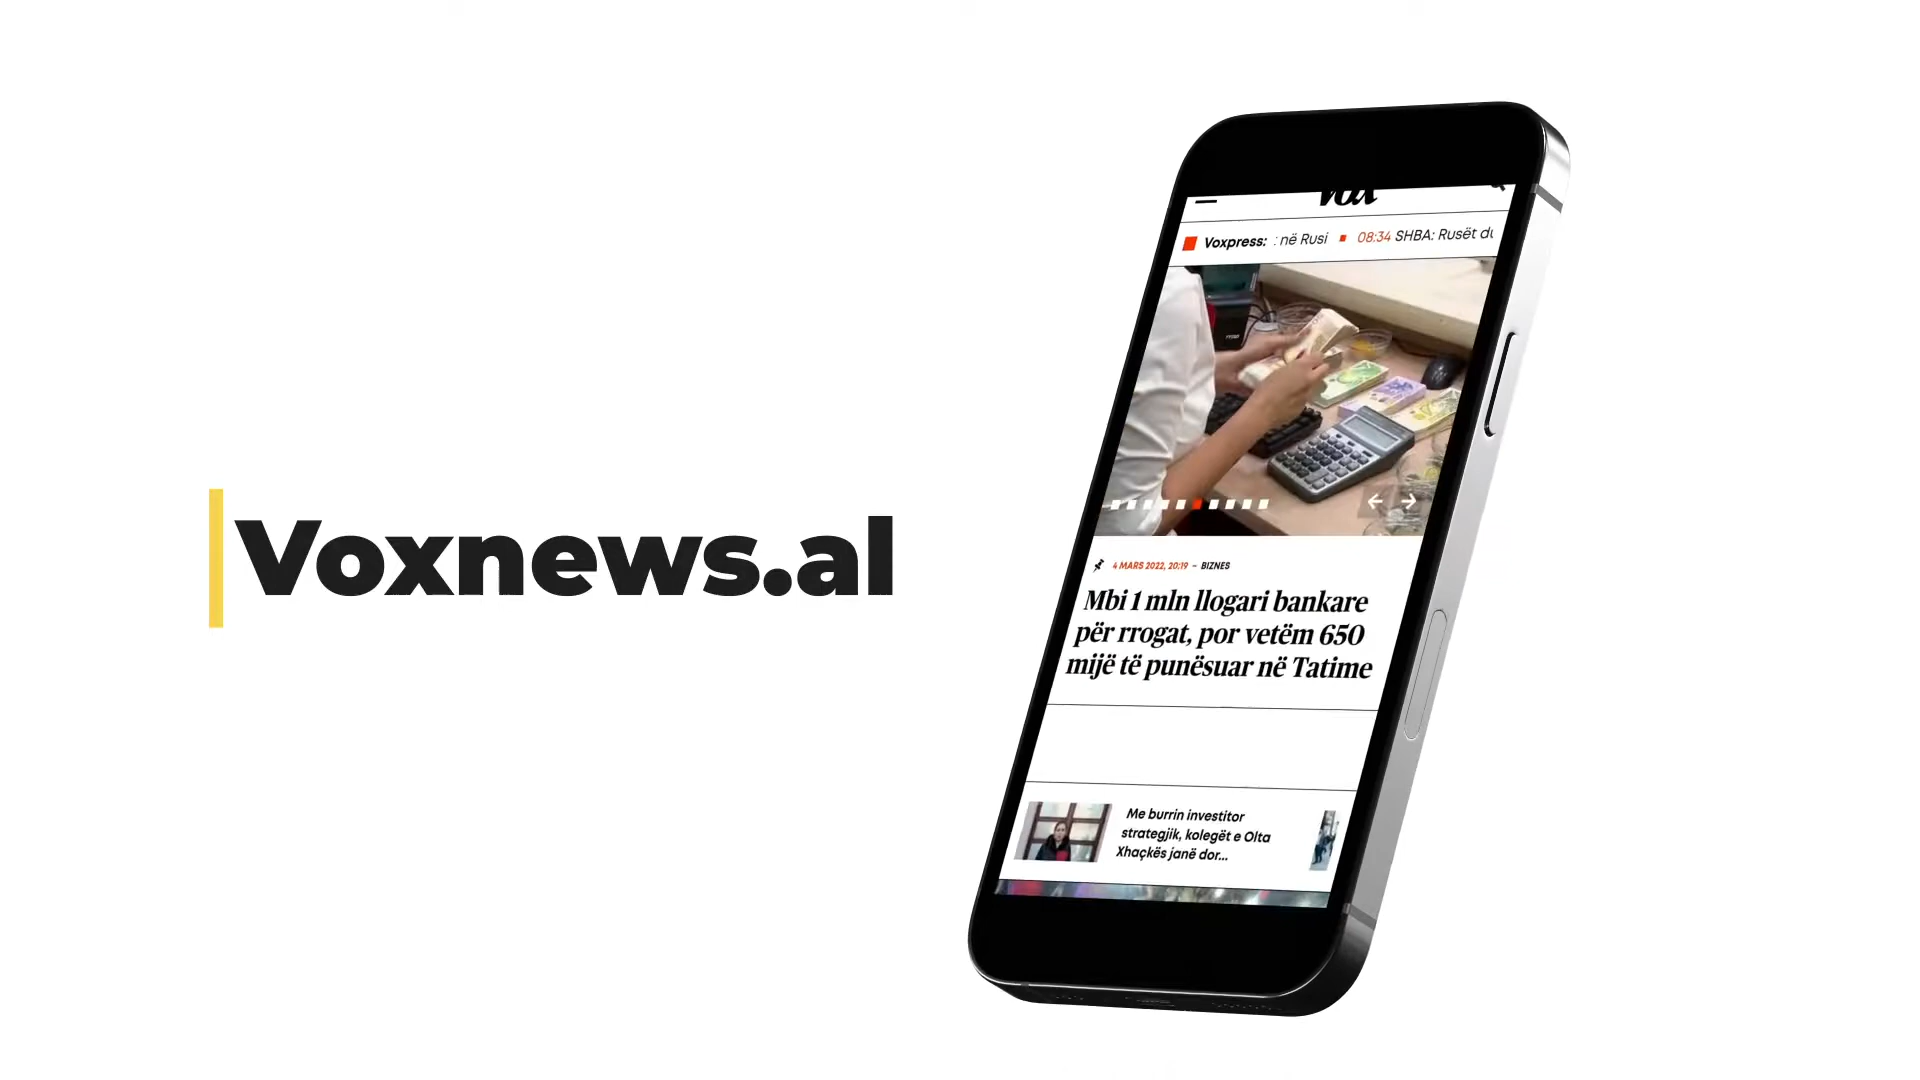 Voxnews.al
vox
Voxpress: : në Rusi 08:34 SHBA: Rusët du
4 MARS 2022, 20:19 – BIZNES
Mbi 1 mln llogari bankare
për rrogat, por vetëm 650
mijë të punësuar në Tatime
Me burrin investitor
strategjik, kolegët e Olta
Xhaçkës janë dor...